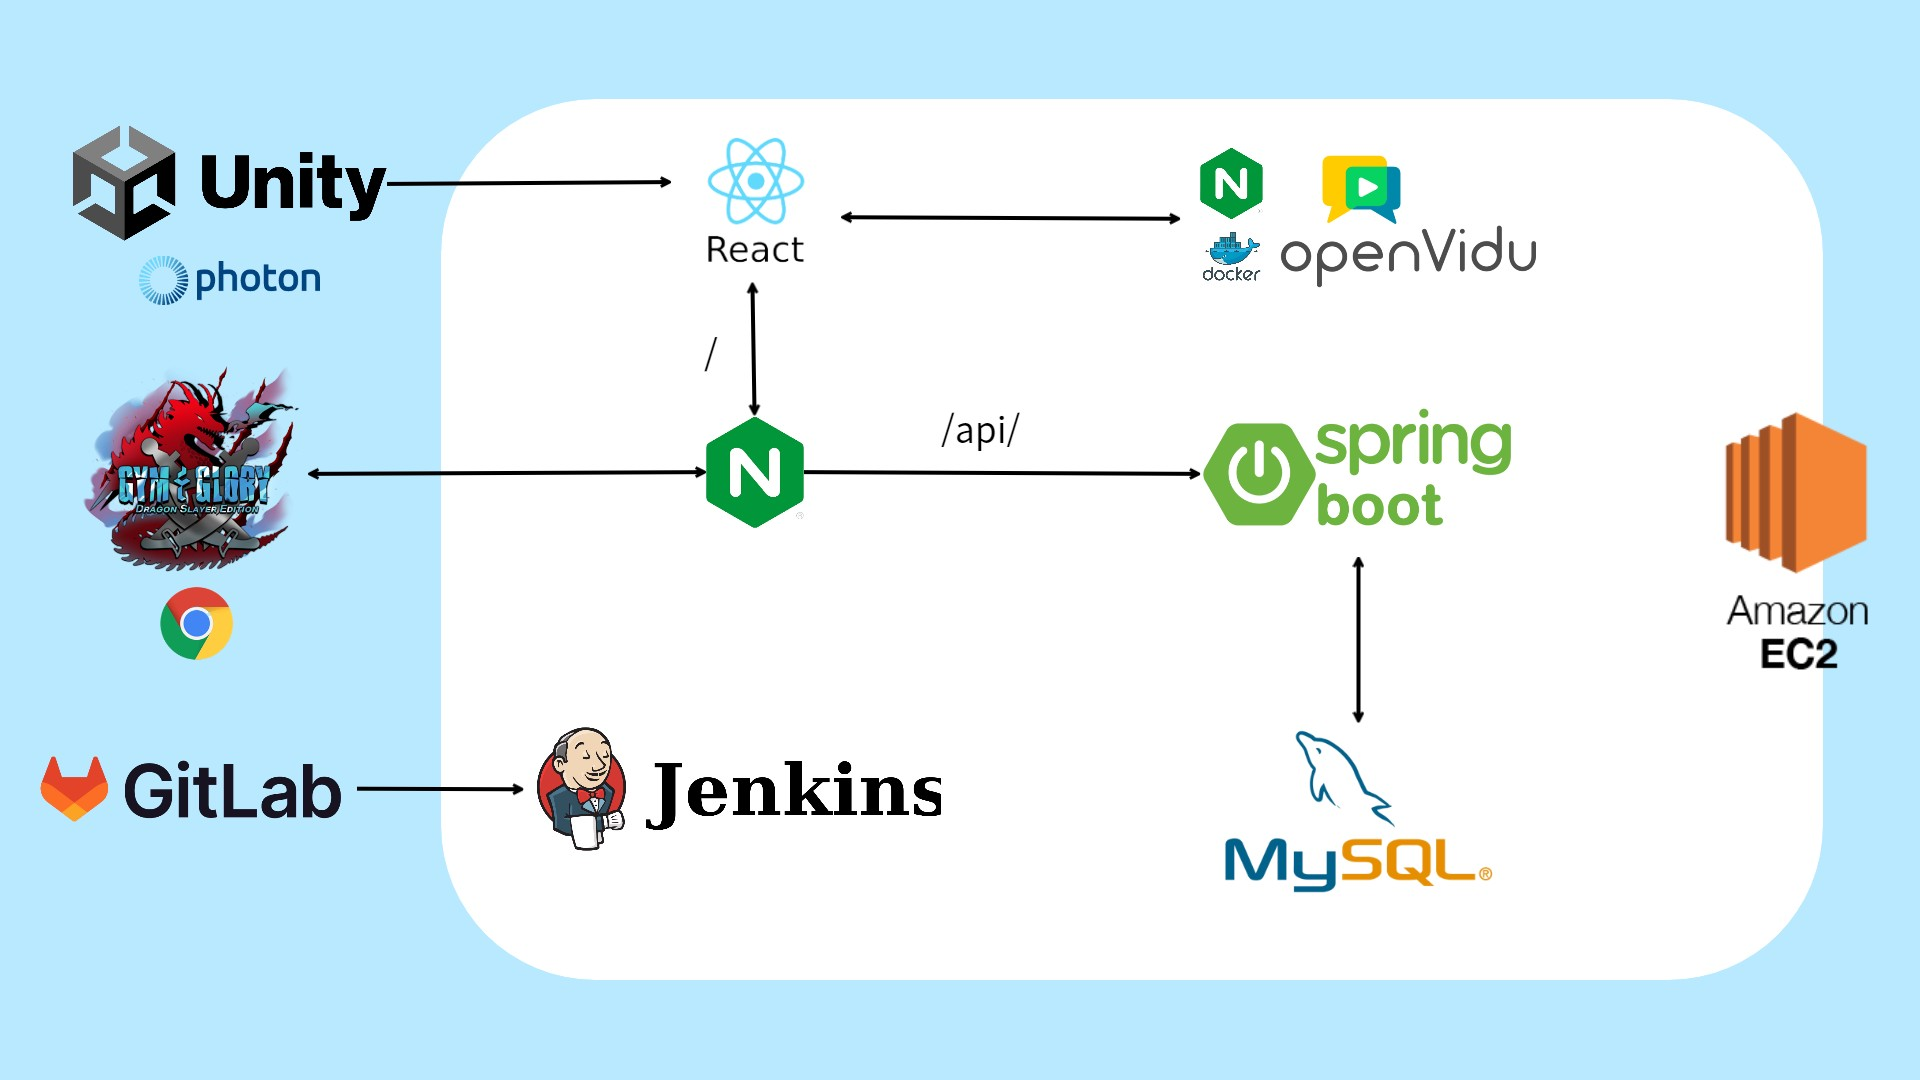 Unity
photon
React
N
docker
openVidu
/
GYM & GLORY
DRAGON SLAYER EDITION
N
/api/
spring
boot
Amazon
EC2
GitLab
Jenkins
MySQL®